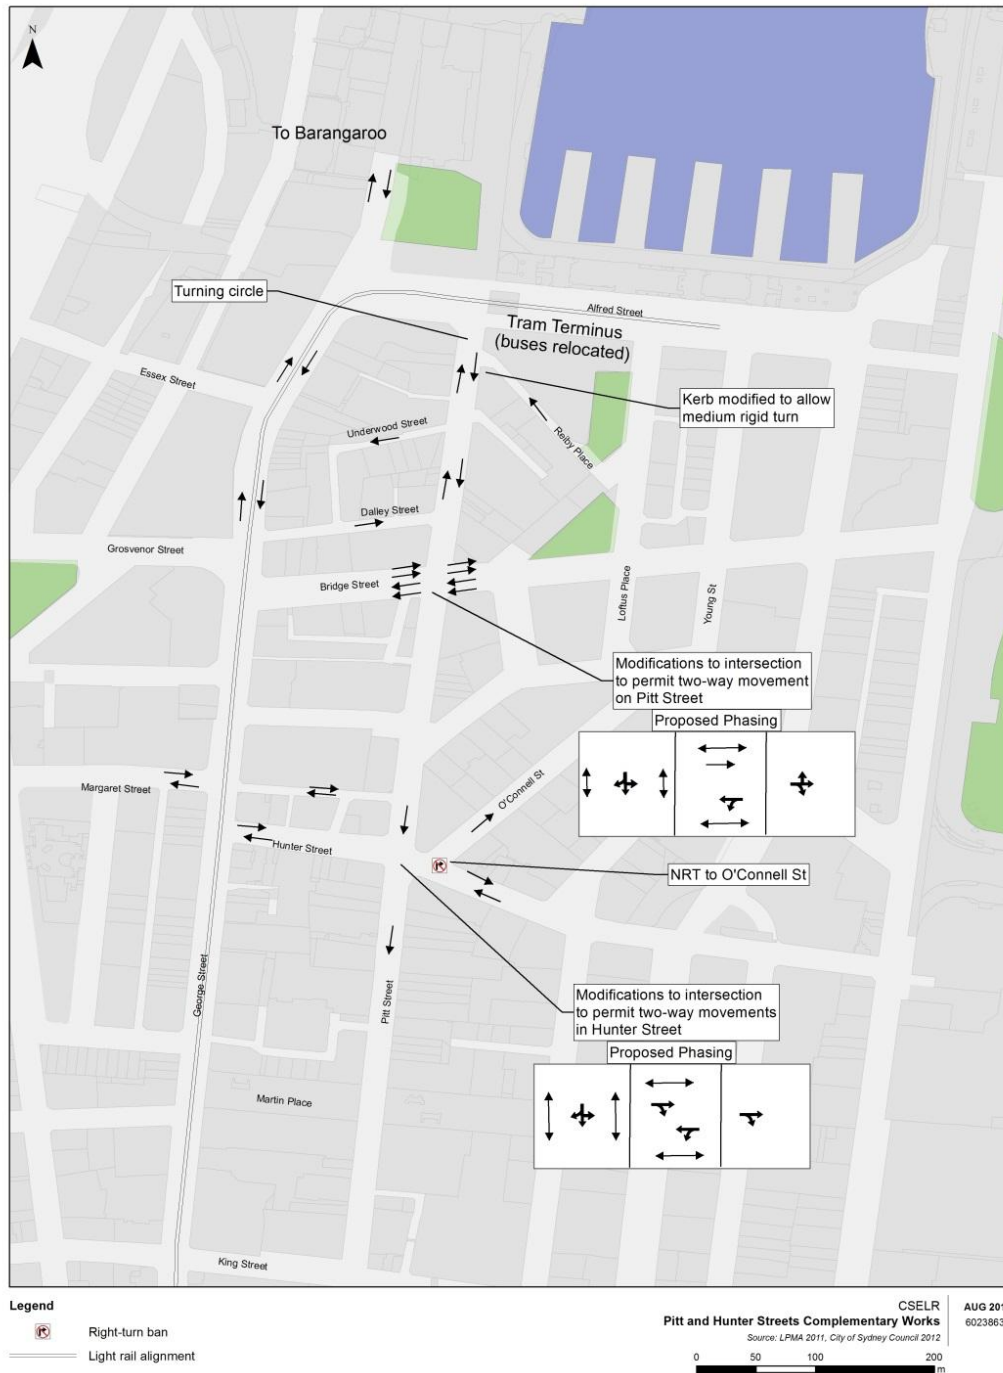 N
To Barangaroo
Turning circle
Alfred Street
Tram Terminus
(buses relocated)
Essex Street
Kerb modified to allow
medium rigid turn
Underwood Street
Reiby Place
Dalley Street
Grosvenor Street
Bridge Street
Loftus Place
Young St
Modifications to intersection
to permit two-way movement
on Pitt Street
Proposed Phasing
Margaret Street
O'Connell St
Hunter Street
NRT to O'Connell St
George Street
Pitt Street
Modifications to intersection
to permit two-way movements
in Hunter Street
Proposed Phasing
Martin Place
King Street
Legend
Right-turn ban
Light rail alignment
CSELR
Pitt and Hunter Streets Complementary Works
Source: LPMA 2011, City of Sydney Council 2012
AUG 201
6023863
0 50 100 200
m